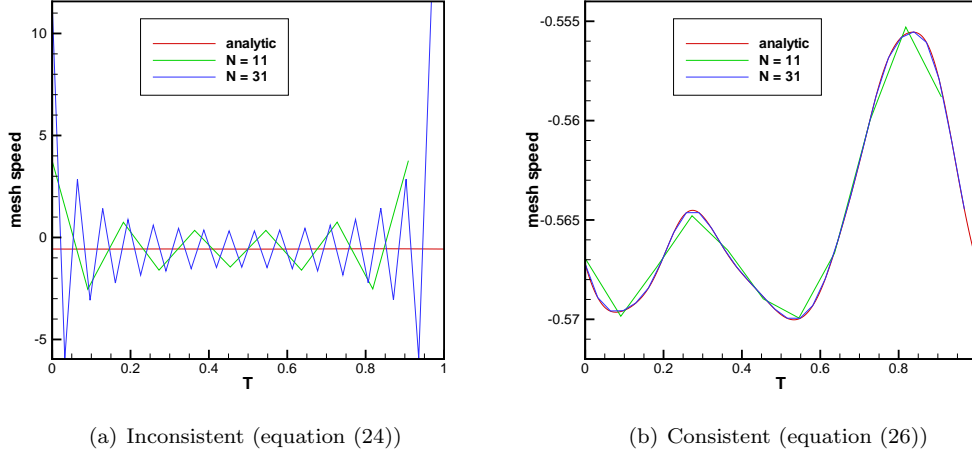 analytic
N = 11
N = 31
10
5
0
-5
mesh speed
0
0.2
0.4
0.6
0.8
1
T
(a) Inconsistent (equation (24))
analytic
N = 11
N = 31
-0.555
-0.56
-0.565
-0.57
mesh speed
0
0.2
0.4
0.6
0.8
T
(b) Consistent (equation (26))